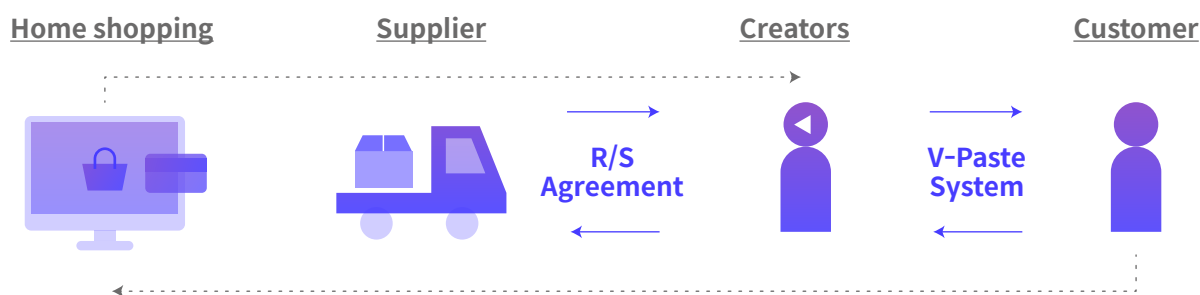 Home shopping
Supplier
Creators
Customer
R/S
Agreement
V-Paste
System